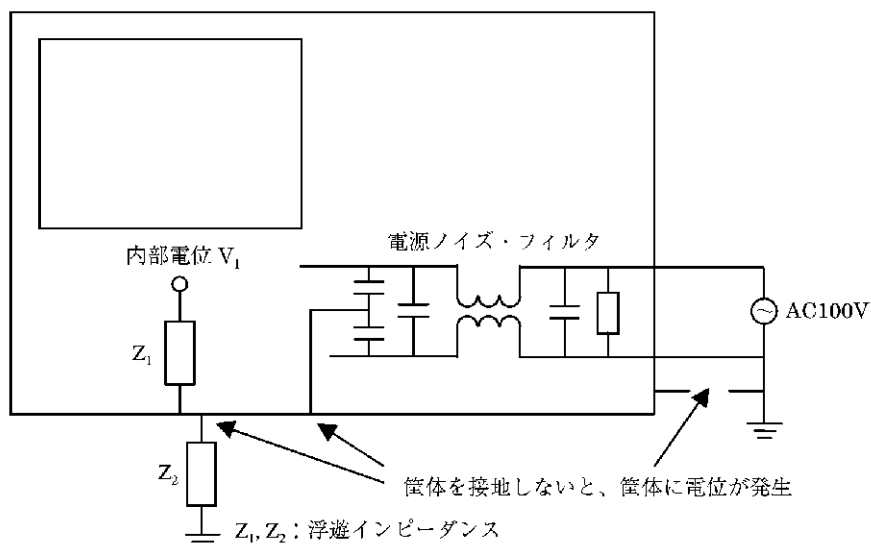 内部電位 V₁
電源ノイズ・フィルタ
Z₁
AC100V
Z₂
筐体を接地しないと、筐体に電位が発生
Z₁, Z₂：浮遊インピーダンス